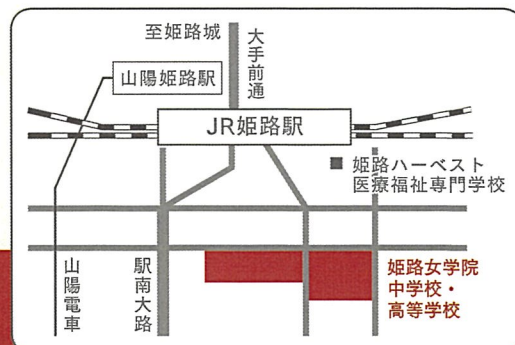 至姫路城
大手前通
山陽姫路駅
JR姫路駅
姫路ハーベスト
医療福祉専門学校
山陽電車
駅南大路
姫路女学院
中学校・
高等学校